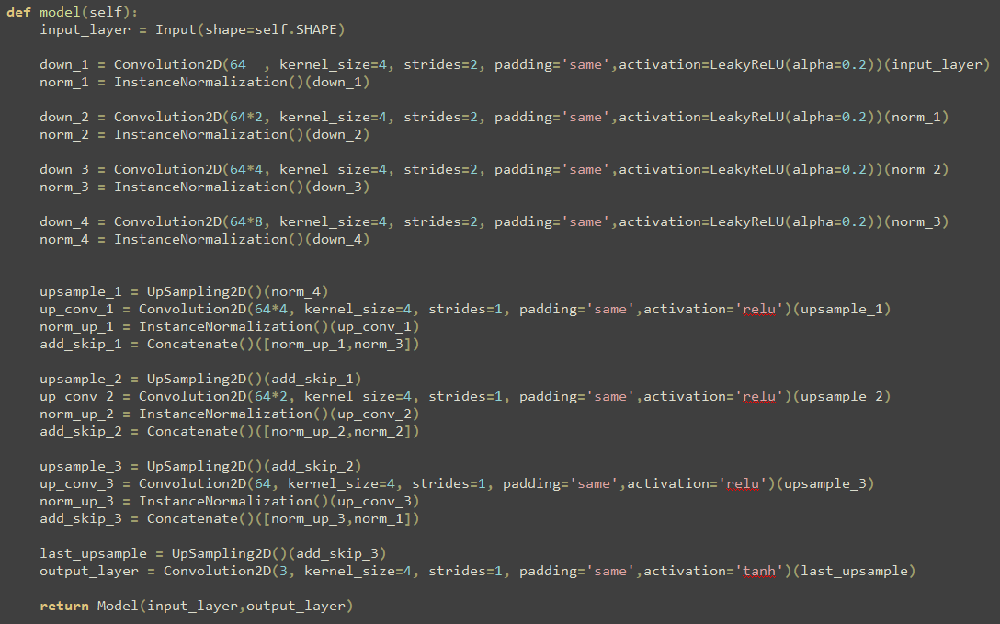 def model(self):
    input_layer = Input(shape=self.SHAPE)
    down_1 = Convolution2D(64  , kernel_size=4, strides=2, padding='same',activation=LeakyReLU(alpha=0.2))(input_layer)
    norm_1 = InstanceNormalization()(down_1)
    down_2 = Convolution2D(64*2, kernel_size=4, strides=2, padding='same',activation=LeakyReLU(alpha=0.2))(norm_1)
    norm_2 = InstanceNormalization()(down_2)
    down_3 = Convolution2D(64*4, kernel_size=4, strides=2, padding='same',activation=LeakyReLU(alpha=0.2))(norm_2)
    norm_3 = InstanceNormalization()(down_3)
    down_4 = Convolution2D(64*8, kernel_size=4, strides=2, padding='same',activation=LeakyReLU(alpha=0.2))(norm_3)
    norm_4 = InstanceNormalization()(down_4)
    upsample_1 = UpSampling2D()(norm_4)
    up_conv_1 = Convolution2D(64*4, kernel_size=4, strides=1, padding='same',activation='relu')(upsample_1)
    norm_up_1 = InstanceNormalization()(up_conv_1)
    add_skip_1 = Concatenate()([norm_up_1,norm_3])
    upsample_2 = UpSampling2D()(add_skip_1)
    up_conv_2 = Convolution2D(64*2, kernel_size=4, strides=1, padding='same',activation='relu')(upsample_2)
    norm_up_2 = InstanceNormalization()(up_conv_2)
    add_skip_2 = Concatenate()([norm_up_2,norm_2])
    upsample_3 = UpSampling2D()(add_skip_2)
    up_conv_3 = Convolution2D(64, kernel_size=4, strides=1, padding='same',activation='relu')(upsample_3)
    norm_up_3 = InstanceNormalization()(up_conv_3)
    add_skip_3 = Concatenate()([norm_up_3,norm_1])
    last_upsample = UpSampling2D()(add_skip_3)
    output_layer = Convolution2D(3, kernel_size=4, strides=1, padding='same',activation='tanh')(last_upsample)
    return Model(input_layer,output_layer)